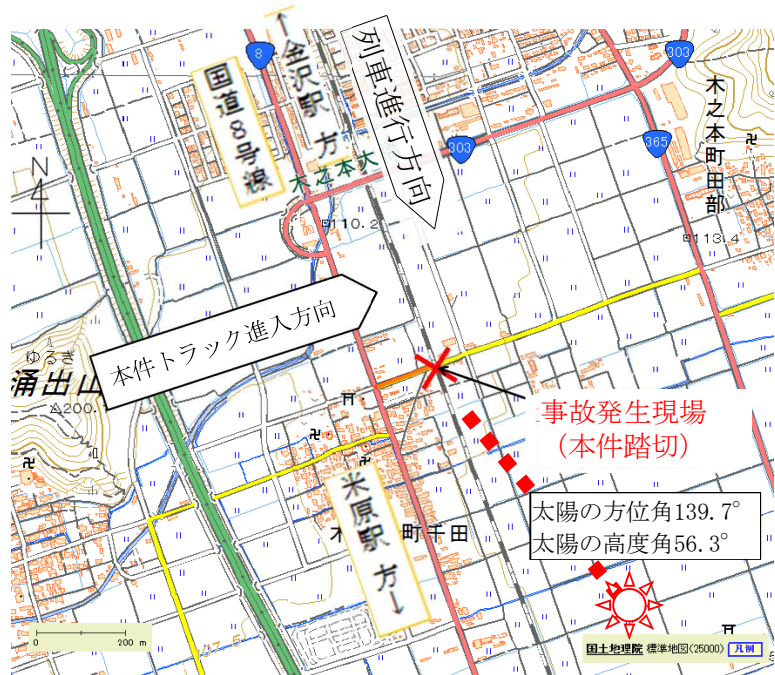 ↑金沢駅 方
列車進行方向
国道8号線
8
303
303
365
木之本町田部
N
木之本大
110.2
113.4
本件トラック進入方向
ゆるぎ
涌出山
200.
事故発生現場
（本件踏切）
太陽の方位角139.7°
太陽の高度角56.3°
米原駅 方↓
木
町千田
0
200 m
97.5
国土地理院 標準地図(25000) 凡例